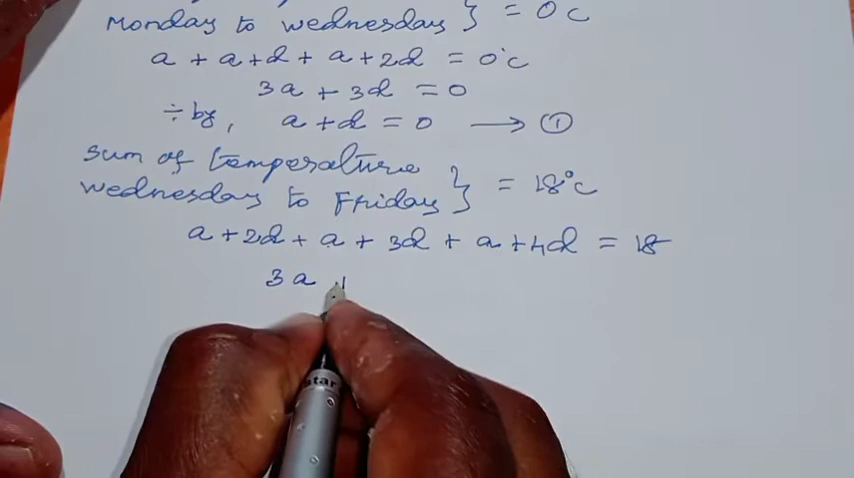 Monday to wednesday } = 0°c
a + a+d + a+2d = 0°c
3a + 3d = 0
÷ by, a+d = 0 → ①
sum of temperature
wednesday to Friday } = 18°c
a+2d + a + 3d + a+4d = 18
3a
star